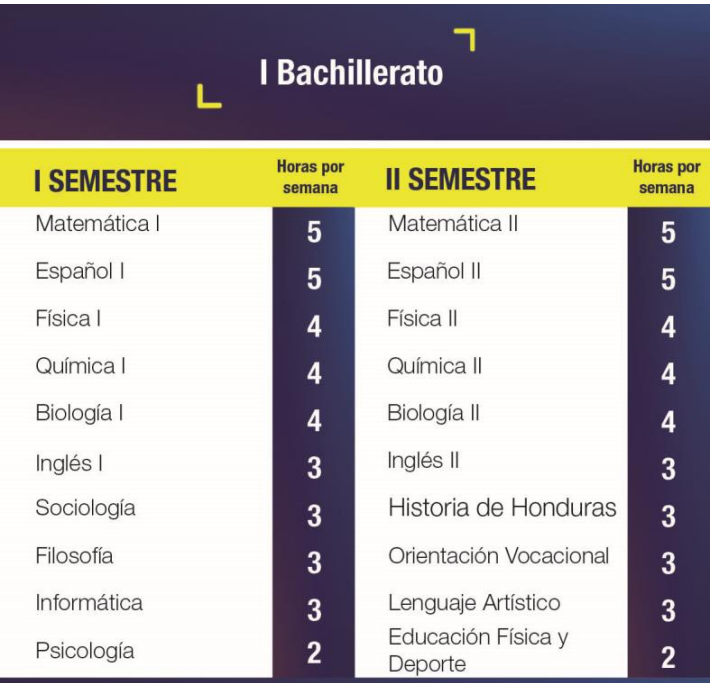 I Bachillerato
I SEMESTRE Horas por semana II SEMESTRE Horas por semana
Matemática I 5 Matemática II 5
Español I 5 Español II 5
Física I 4 Física II 4
Química I 4 Química II 4
Biología I 4 Biología II 4
Inglés I 3 Inglés II 3
Sociología 3 Historia de Honduras 3
Filosofía 3 Orientación Vocacional 3
Informática 3 Lenguaje Artístico 3
Psicología 2 Educación Física y Deporte 2